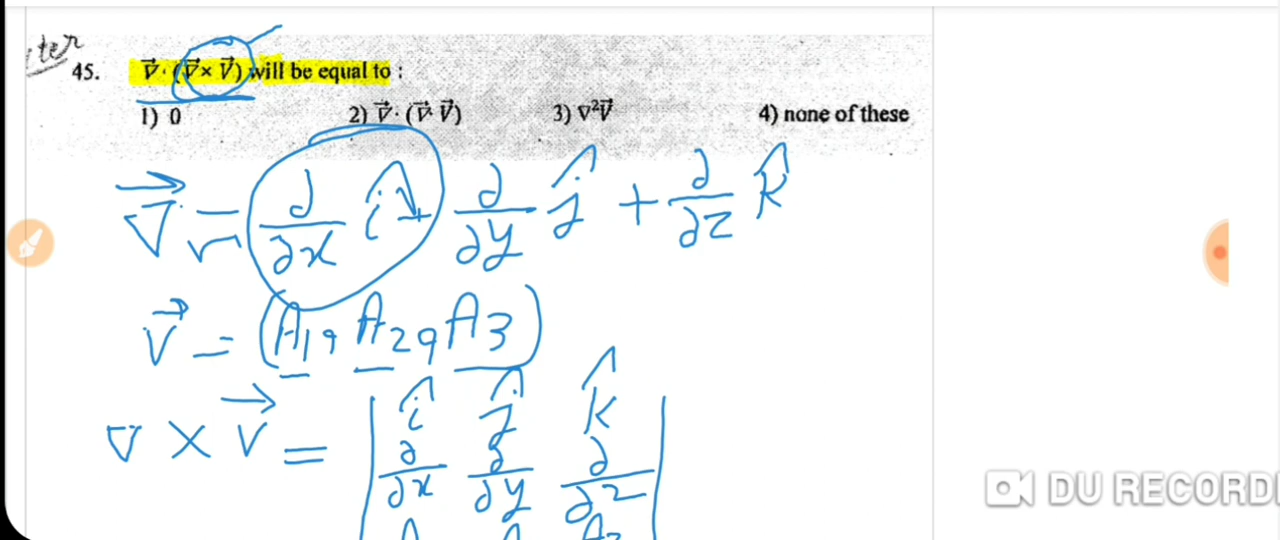 ter
45. ∇⃗ · (∇⃗ × V⃗) will be equal to :
1) 0 2) ∇⃗ · (∇⃗ V⃗) 3) ∇²V⃗ 4) none of these
∇⃗ = ∂/∂x î + ∂/∂y ĵ + ∂/∂z k̂
V⃗ = (A1, A2, A3)
∇ × V⃗ = | î ĵ k̂
∂/∂x ∂/∂y ∂/∂z |
DU RECORD